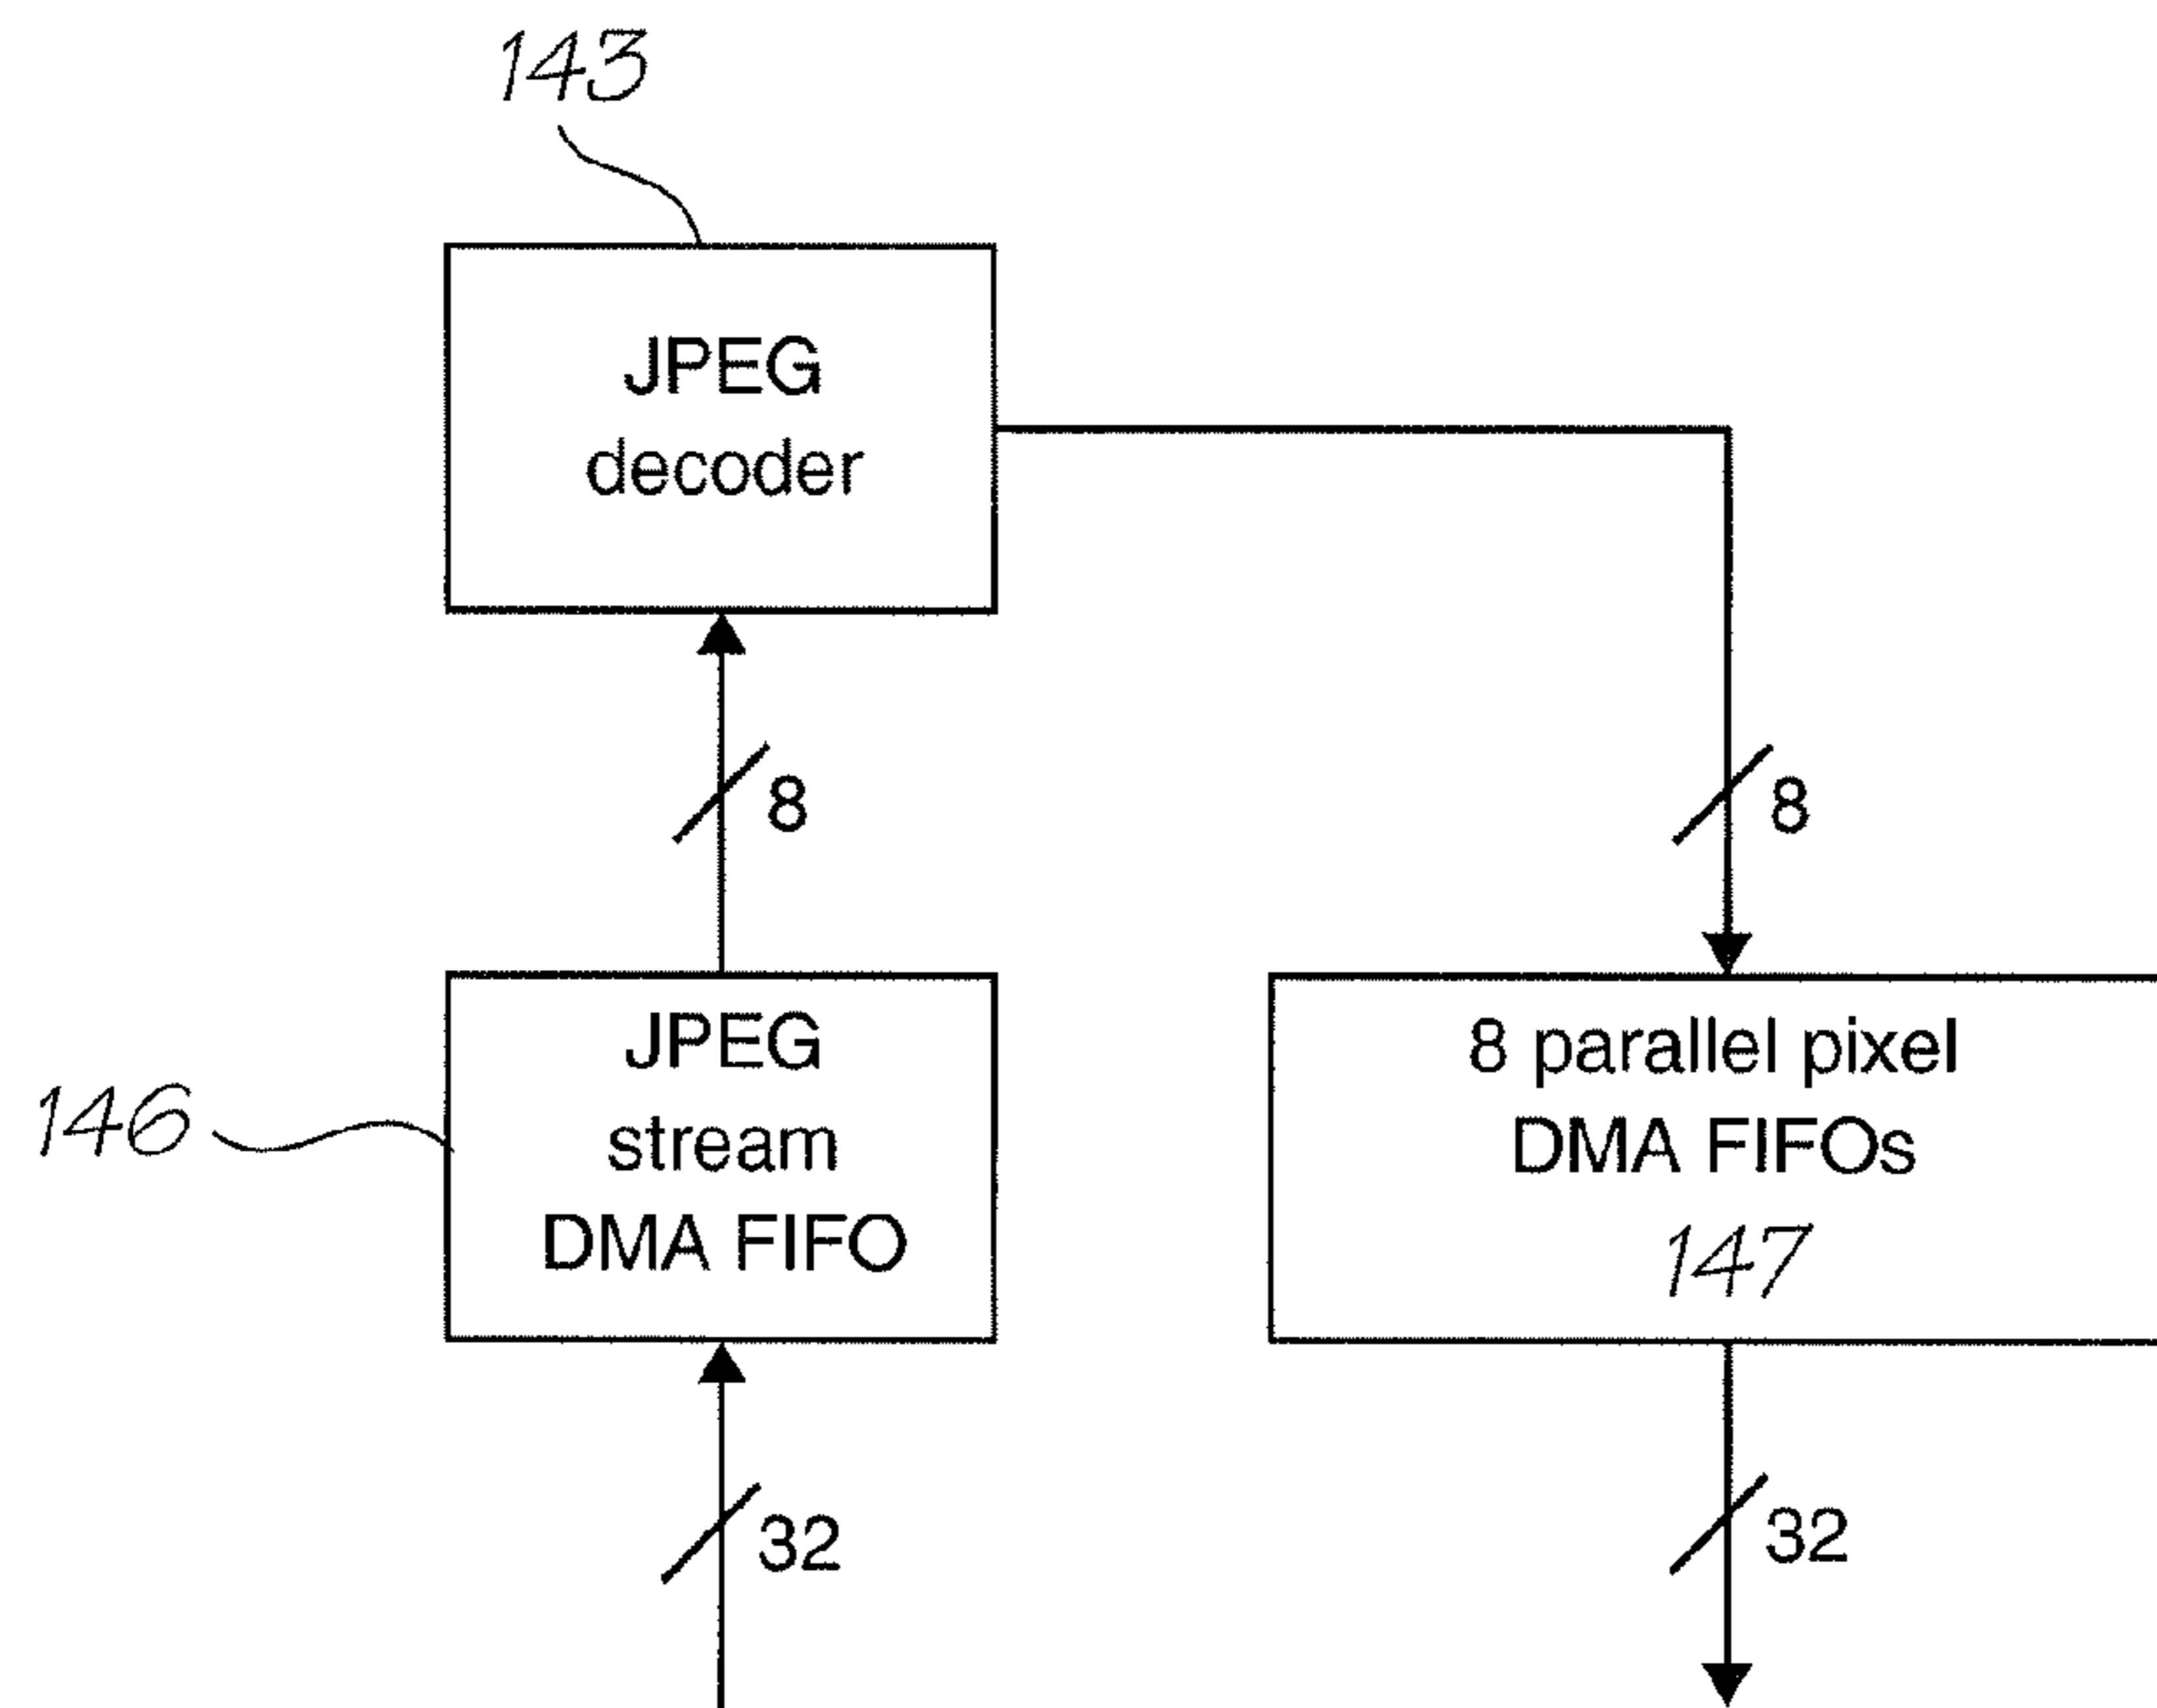 143
JPEG
decoder
8
8
146
JPEG
stream
DMA FIFO
8 parallel pixel
DMA FIFOs
147
32
32